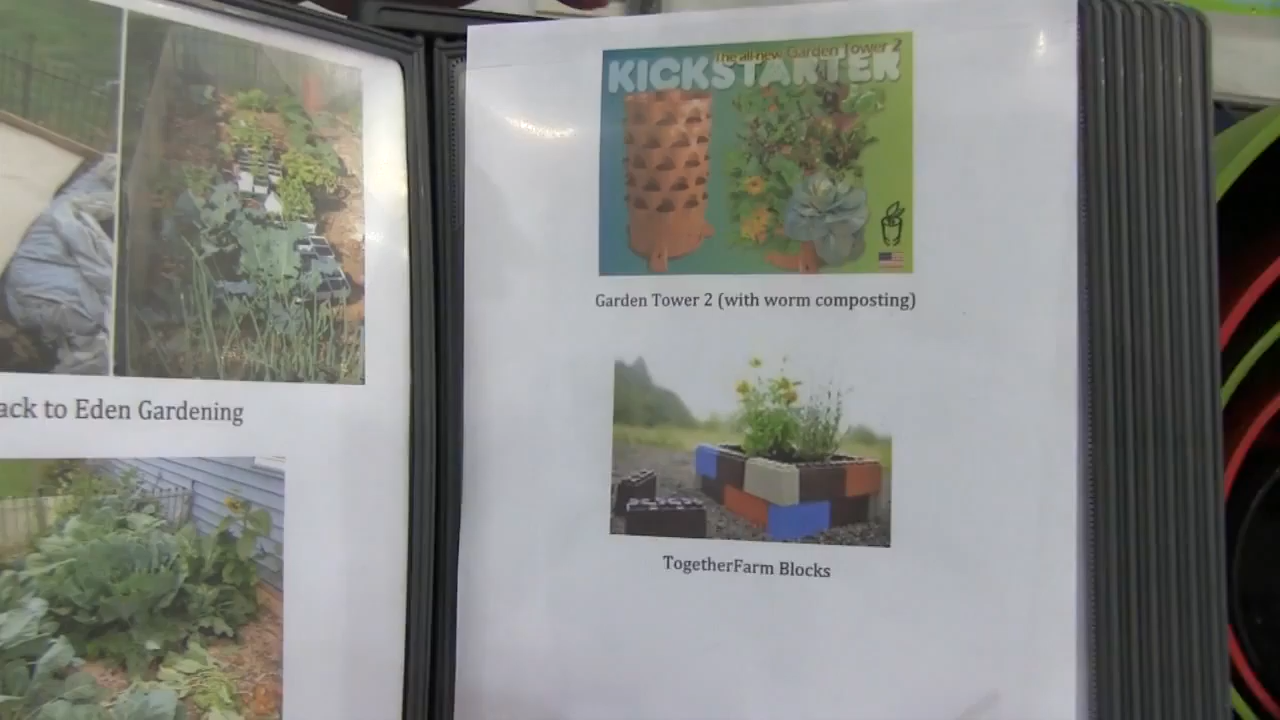 ack to Eden Gardening
The all-new Garden Tower 2
KICKSTARTER
Garden Tower 2 (with worm composting)
TogetherFarm Blocks